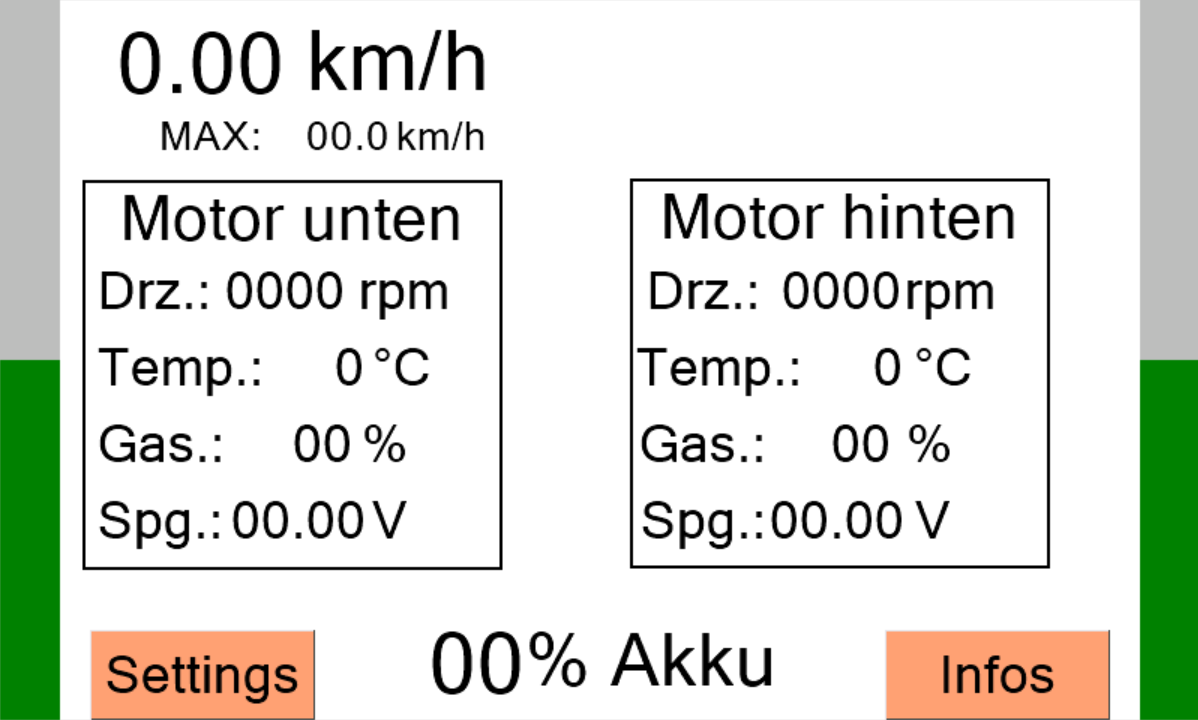 0.00 km/h
MAX: 00.0 km/h
Motor unten
Drz.: 0000 rpm
Temp.: 0 °C
Gas.: 00 %
Spg.: 00.00 V
Motor hinten
Drz.: 0000 rpm
Temp.: 0 °C
Gas.: 00 %
Spg.: 00.00 V
Settings
00% Akku
Infos